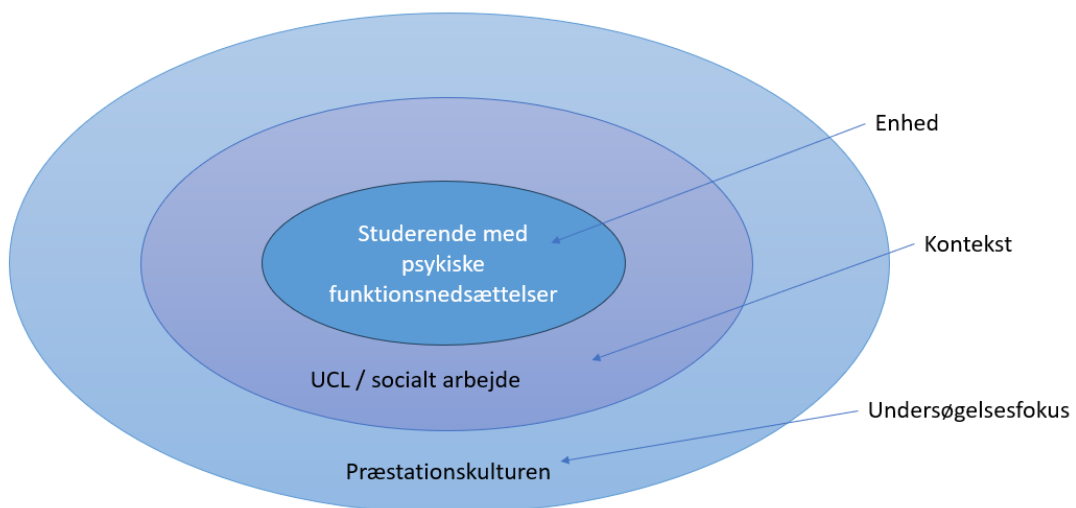 Enhed
Studerende med
psykiske
funktionsnedsættelser
Kontekst
UCL / socialt arbejde
Undersøgelsesfokus
Præstationskulturen